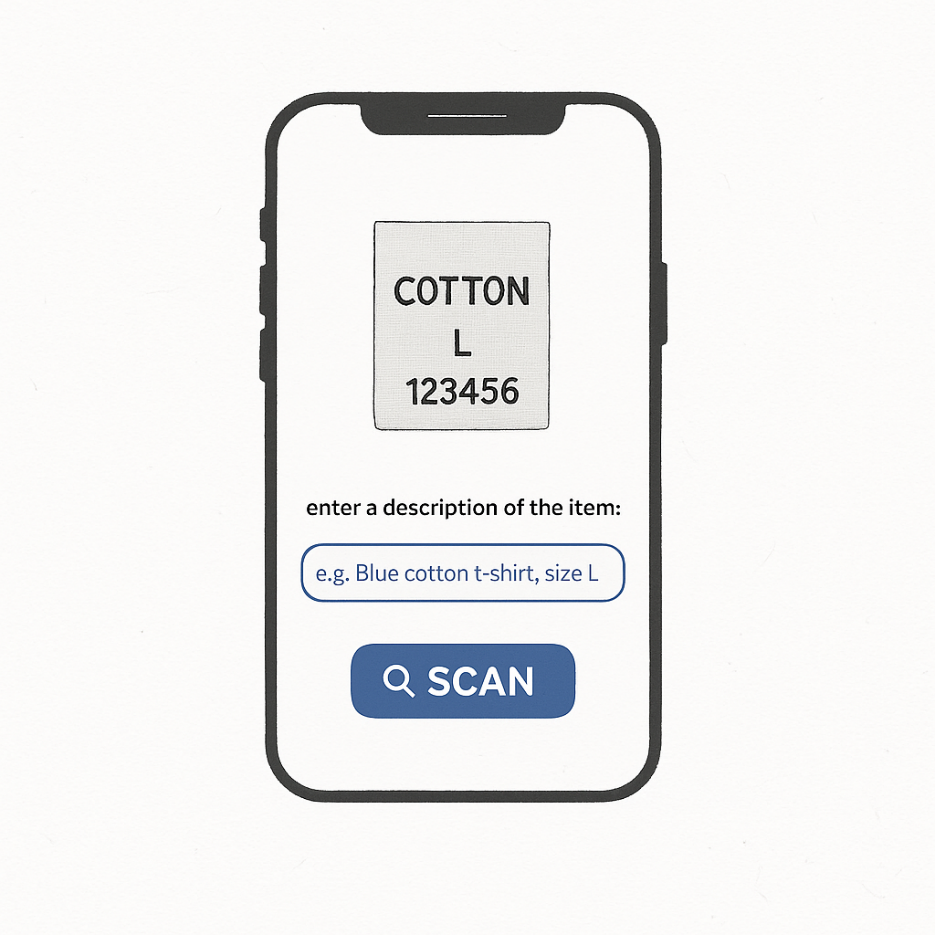 COTTON
L
123456
enter a description of the item:
e.g. Blue cotton t-shirt, size L
SCAN